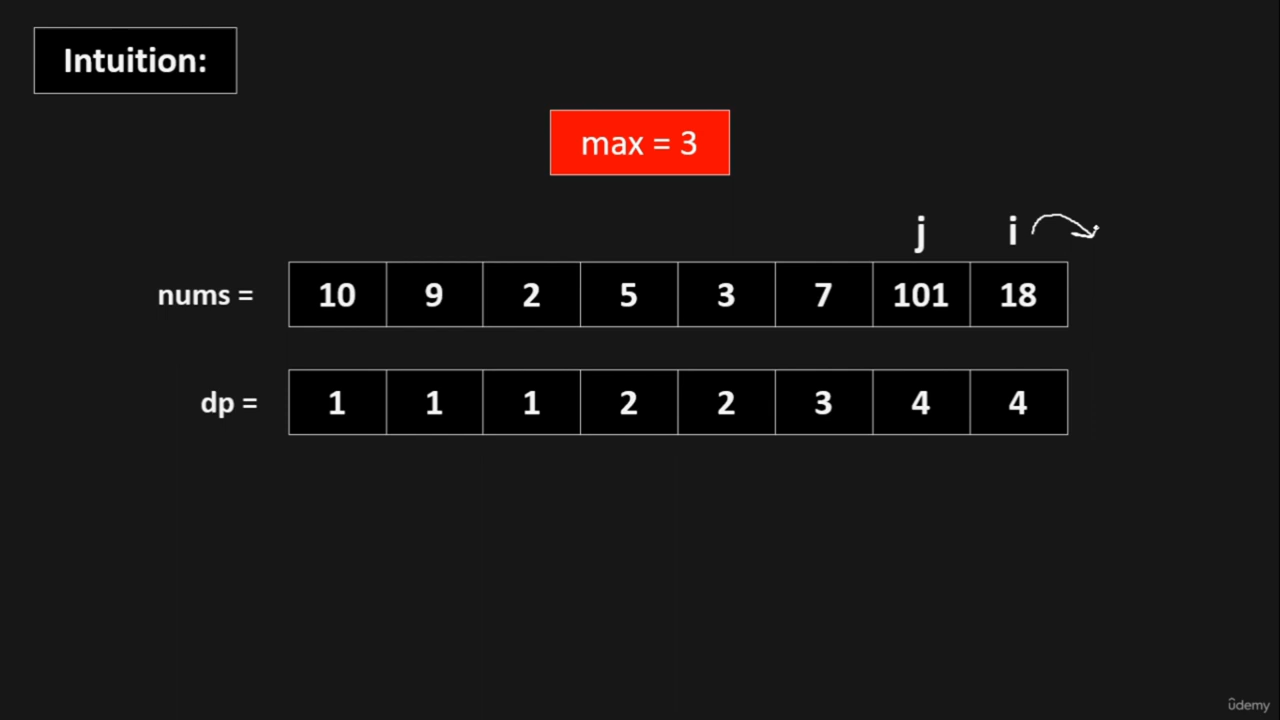 Intuition:
max = 3
j i
nums = 10 9 2 5 3 7 101 18
dp = 1 1 1 2 2 3 4 4
ûdemy